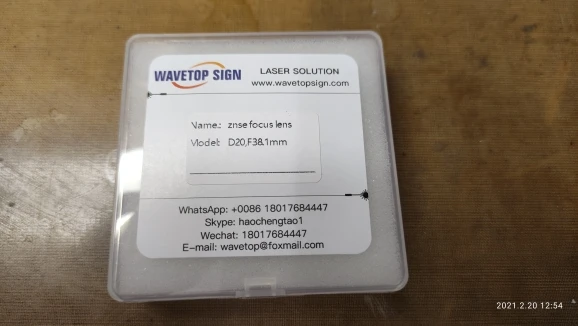 WAVETOP SIGN
LASER SOLUTION
www.wavetopsign.com
Name.: znse focus lens
Model: D20,F38.1mm
WhatsApp: +0086 18017684447
Skype: haochengtao1
Wechat: 18017684447
E-mail: wavetop@foxmail.com
2021.2.20 12:54